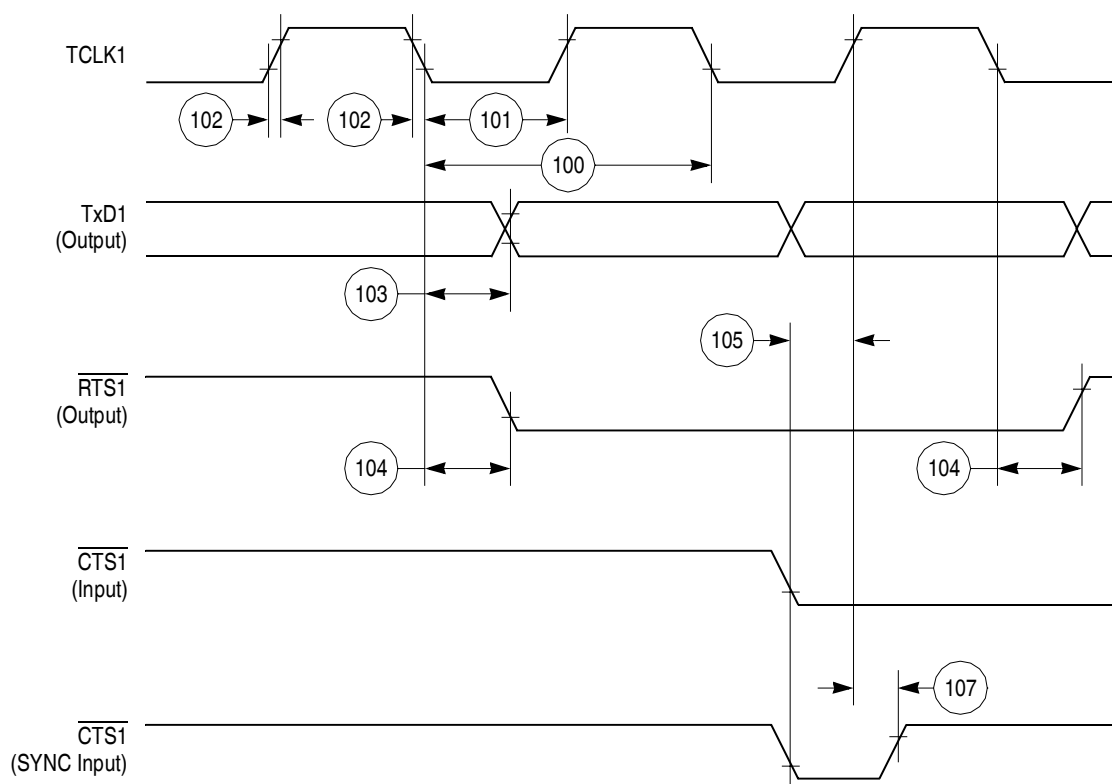 TCLK1
102
102
101
100
TxD1
(Output)
103
105
RTS1
(Output)
104
104
CTS1
(Input)
107
CTS1
(SYNC Input)